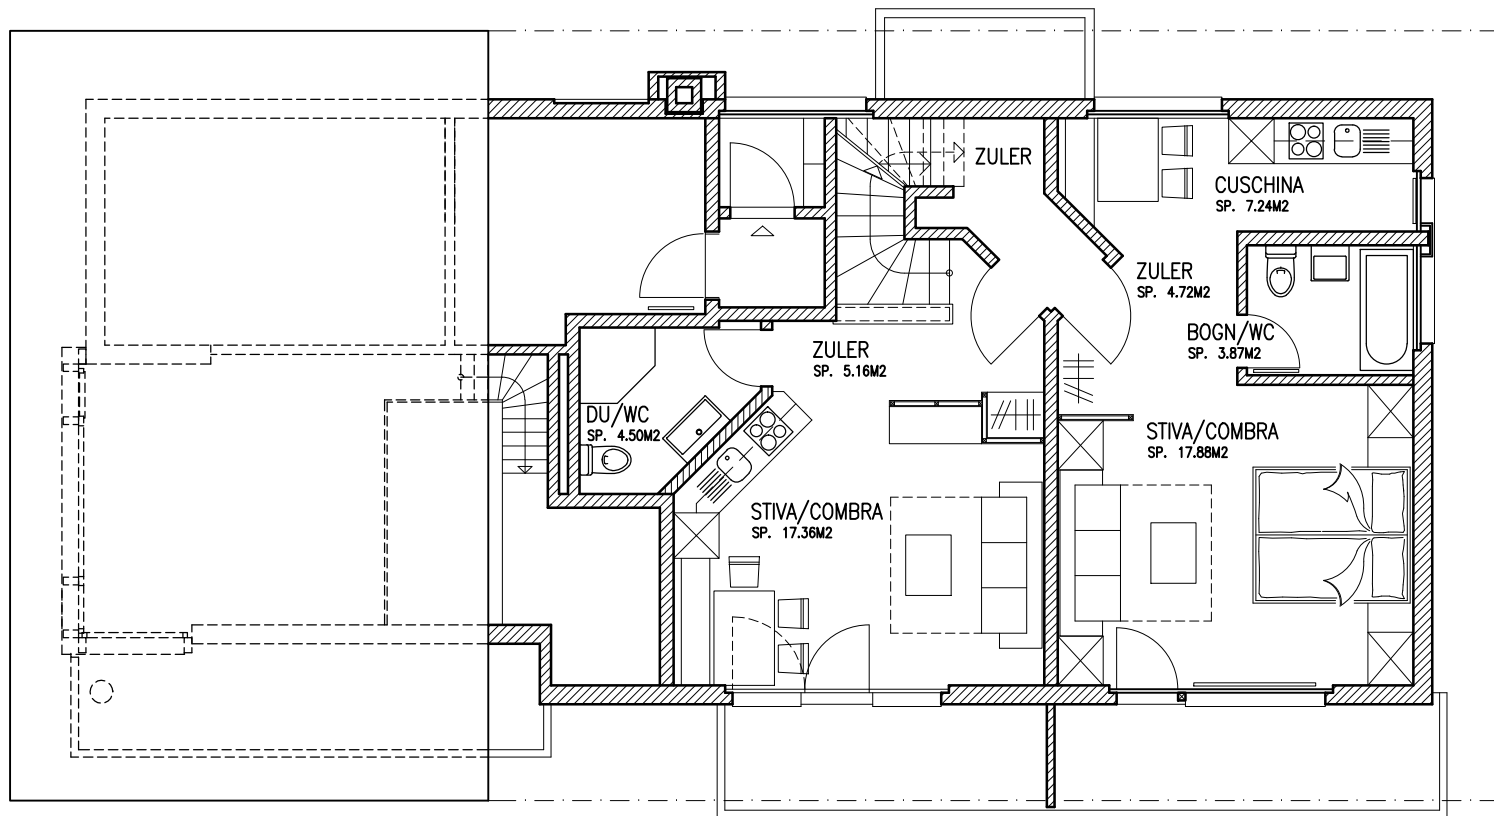 ZULER
CUSCHINA
SP. 7.24M2
ZULER
SP. 4.72M2
BOGN/WC
SP. 3.87M2
ZULER
SP. 5.16M2
DU/WC
SP. 4.50M2
STIVA/COMBRA
SP. 17.88M2
STIVA/COMBRA
SP. 17.36M2